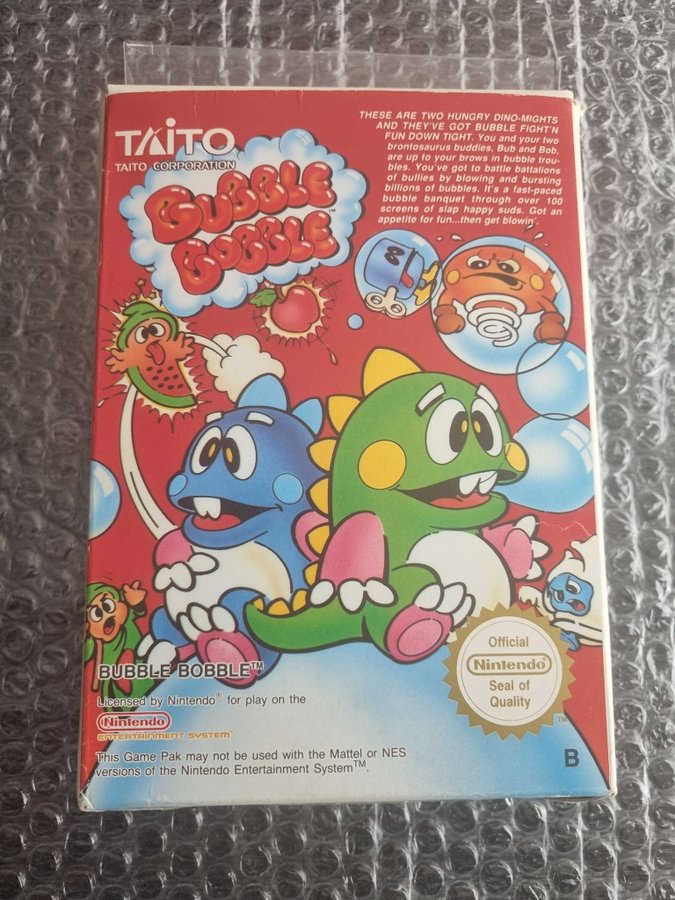 TAITO
TAITO CORPORATION
BUBBLE
BOBBLE™
THESE ARE TWO HUNGRY DINO-MIGHTS
AND THEY'VE GOT BUBBLE FIGHT'N
FUN DOWN TIGHT. You and your two
brontosaurus buddies, Bub and Bob,
are up to your brows in bubble trou-
bles. You've got to battle battalions
of bullies by blowing and bursting
billions of bubbles. It's a fast-paced
bubble banquet through over 100
screens of slap happy suds. Got an
appetite for fun...then get blowin'.
BUBBLE BOBBLE™
Licensed by Nintendo® for play on the
Nintendo
ENTERTAINMENT SYSTEM™
This Game Pak may not be used with the Mattel or NES
versions of the Nintendo Entertainment System™.
Official
Nintendo®
Seal of
Quality
TM
B